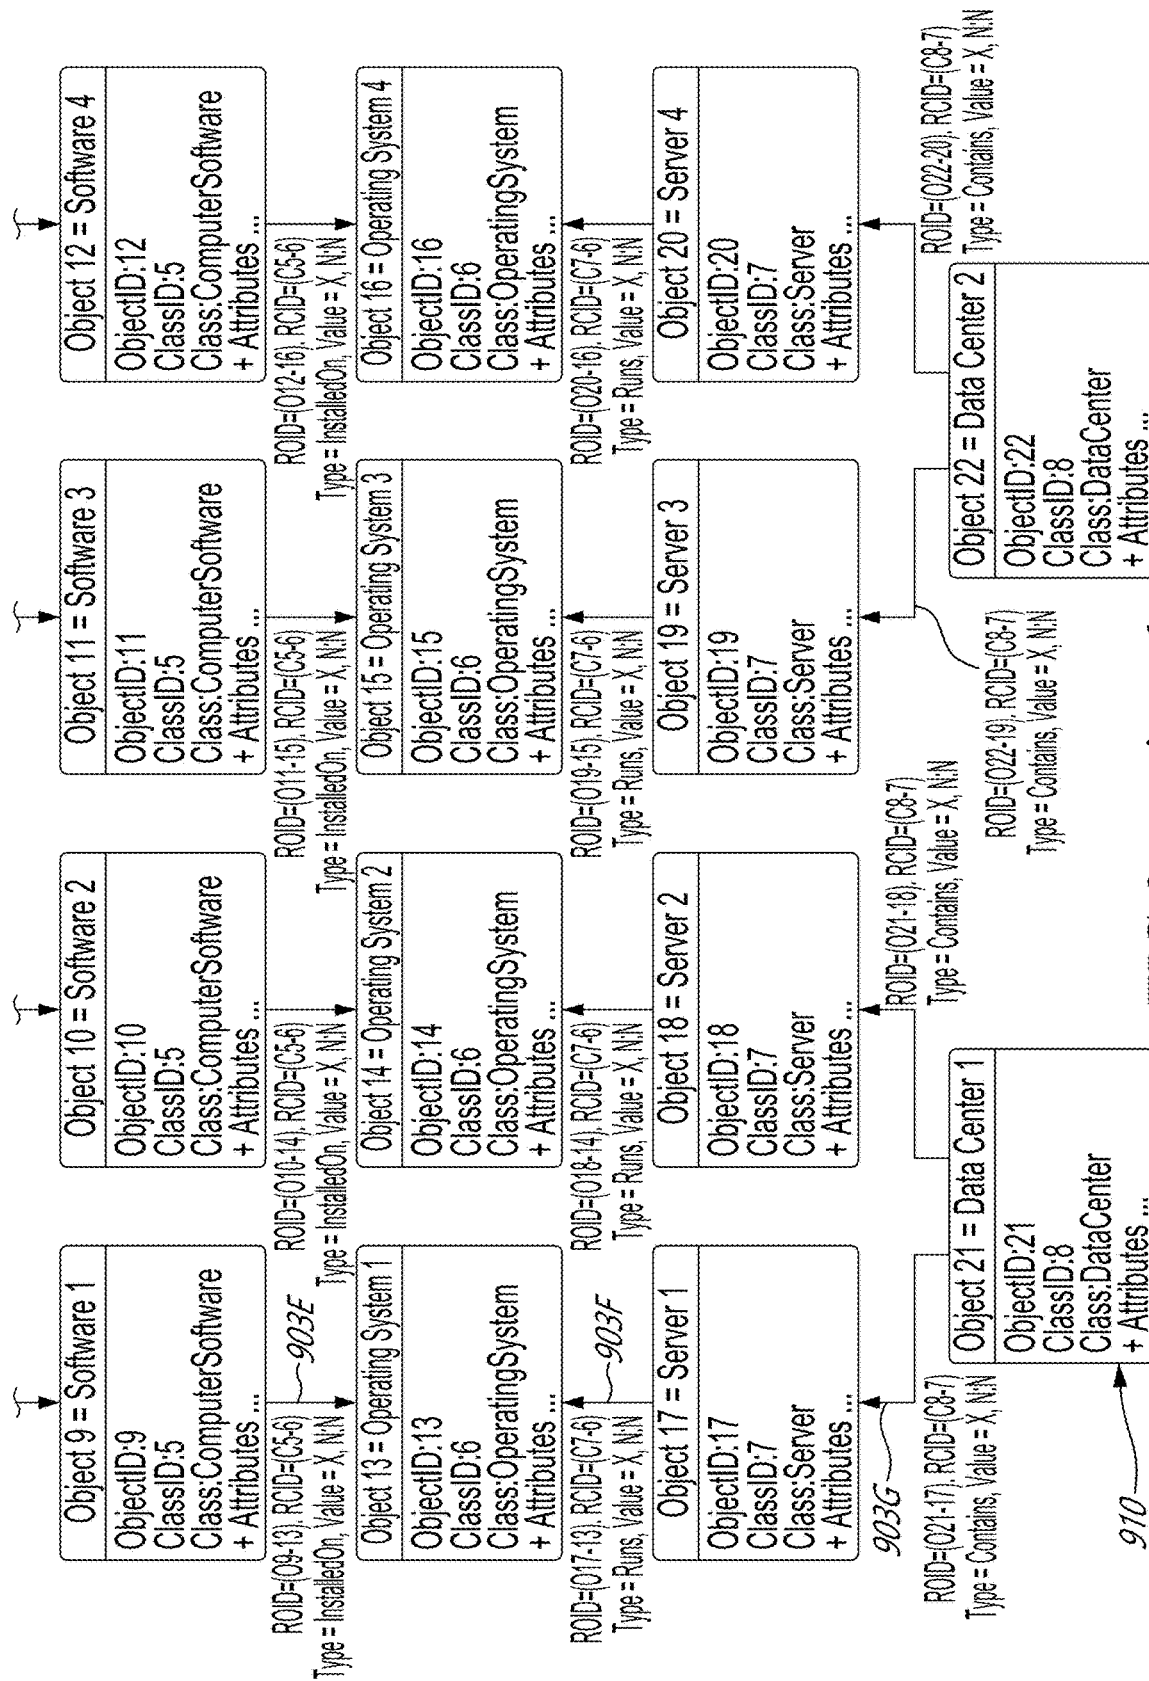 Object 9 = Software 1
ObjectID:9
ClassID:5
Class:ComputerSoftware
+ Attributes ...
Object 10 = Software 2
ObjectID:10
ClassID:5
Class:ComputerSoftware
+ Attributes ...
Object 11 = Software 3
ObjectID:11
ClassID:5
Class:ComputerSoftware
+ Attributes ...
Object 12 = Software 4
ObjectID:12
ClassID:5
Class:ComputerSoftware
+ Attributes ...
ROID=(O9-13), RCID=(C5-6)
Type = InstalledOn, Value = X, N:N
903E
ROID=(O10-14), RCID=(C5-6)
Type = InstalledOn, Value = X, N:N
ROID=(O11-15), RCID=(C5-6)
Type = InstalledOn, Value = X, N:N
ROID=(O12-16), RCID=(C5-6)
Type = InstalledOn, Value = X, N:N
Object 13 = Operating System 1
ObjectID:13
ClassID:6
Class:OperatingSystem
+ Attributes ...
Object 14 = Operating System 2
ObjectID:14
ClassID:6
Class:OperatingSystem
+ Attributes ...
Object 15 = Operating System 3
ObjectID:15
ClassID:6
Class:OperatingSystem
+ Attributes ...
Object 16 = Operating System 4
ObjectID:16
ClassID:6
Class:OperatingSystem
+ Attributes ...
ROID=(O17-13), RCID=(C7-6)
Type = Runs, Value = X, N:N
903F
ROID=(O18-14), RCID=(C7-6)
Type = Runs, Value = X, N:N
ROID=(O19-15), RCID=(C7-6)
Type = Runs, Value = X, N:N
ROID=(O20-16), RCID=(C7-6)
Type = Runs, Value = X, N:N
Object 17 = Server 1
ObjectID:17
ClassID:7
Class:Server
+ Attributes ...
Object 18 = Server 2
ObjectID:18
ClassID:7
Class:Server
+ Attributes ...
Object 19 = Server 3
ObjectID:19
ClassID:7
Class:Server
+ Attributes ...
Object 20 = Server 4
ObjectID:20
ClassID:7
Class:Server
+ Attributes ...
903G
ROID=(O21-17), RCID=(C8-7)
Type = Contains, Value = X, N:N
ROID=(O21-18), RCID=(C8-7)
Type = Contains, Value = X, N:N
ROID=(O22-19), RCID=(C8-7)
Type = Contains, Value = X, N:N
ROID=(O22-20), RCID=(C8-7)
Type = Contains, Value = X, N:N
Object 21 = Data Center 1
ObjectID:21
ClassID:8
Class:DataCenter
+ Attributes ...
Object 22 = Data Center 2
ObjectID:22
ClassID:8
Class:DataCenter
+ Attributes ...
910